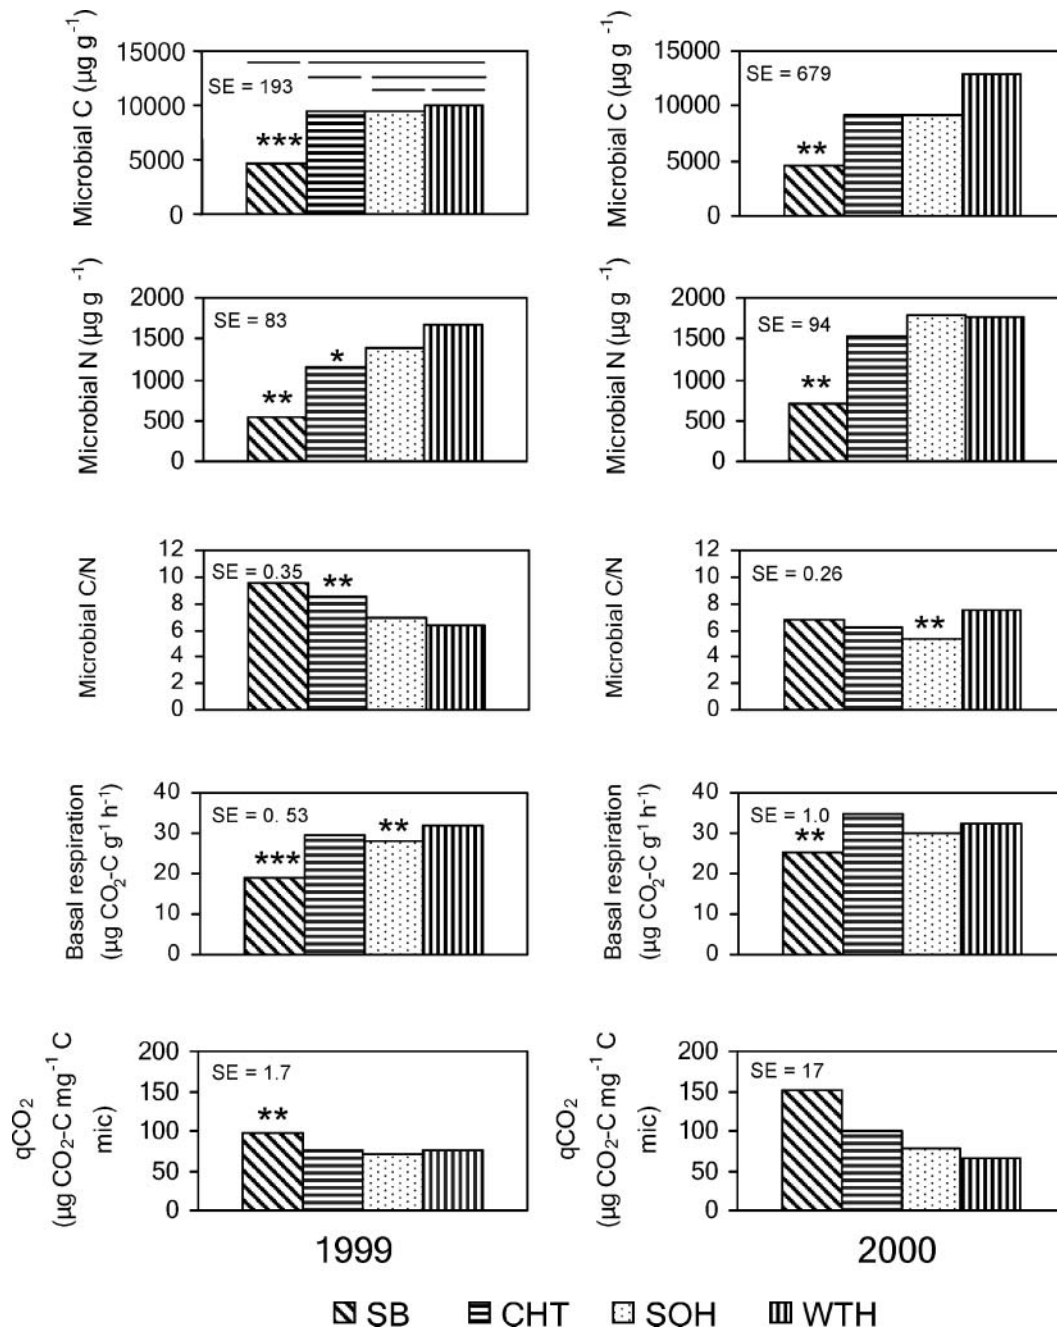 Microbial C (µg g⁻¹)
15000
10000
5000
0
SE = 193
***
Microbial C (µg g⁻¹)
15000
10000
5000
0
SE = 679
**
Microbial N (µg g⁻¹)
2000
1500
1000
500
0
SE = 83
**
*
Microbial N (µg g⁻¹)
2000
1500
1000
500
0
SE = 94
**
Microbial C/N
12
10
8
6
4
2
0
SE = 0.35
**
Microbial C/N
12
10
8
6
4
2
0
SE = 0.26
**
Basal respiration
(µg CO₂-C g⁻¹ h⁻¹)
40
30
20
10
0
SE = 0. 53
***
**
Basal respiration
(µg CO₂-C g⁻¹ h⁻¹)
40
30
20
10
0
SE = 1.0
**
qCO₂
(µg CO₂-C mg⁻¹ C
mic)
200
150
100
50
0
SE = 1.7
**
qCO₂
(µg CO₂-C mg⁻¹ C
mic)
200
150
100
50
0
SE = 17
1999
2000
SB CHT SOH WTH